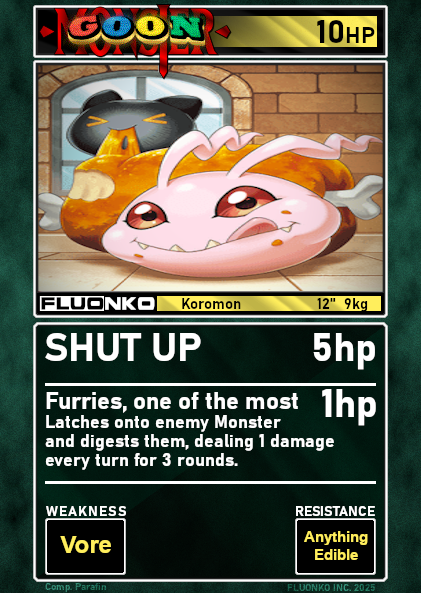 MONSTER
GOON
10HP
FLUONKO
Koromon
12" 9kg
SHUT UP 5hp
Furries, one of the most 1hp
Latches onto enemy Monster
and digests them, dealing 1 damage
every turn for 3 rounds.
WEAKNESS
Vore
RESISTANCE
Anything
Edible
Comp. Parafin
FLUONKO INC. 2025